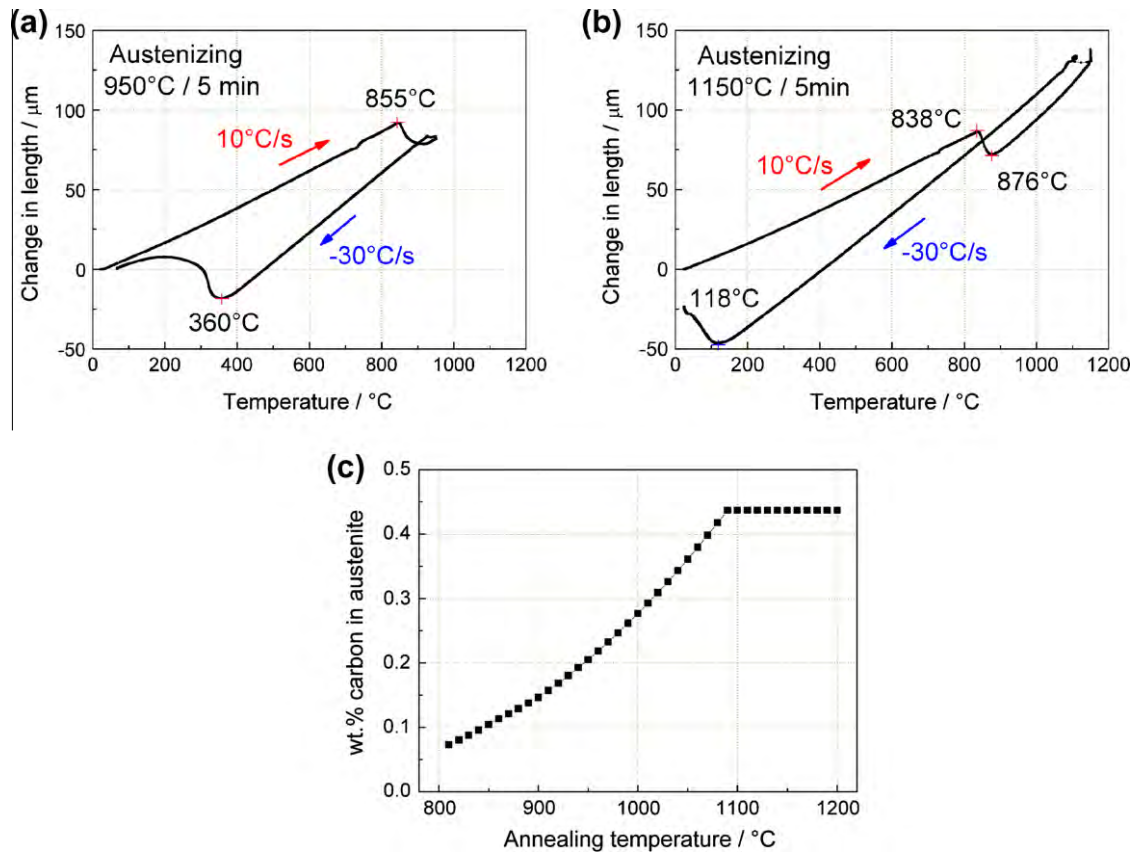 (a)
150
100
50
0
-50
Change in length / μm
Austenizing
950°C / 5 min
855°C
10°C/s
-30°C/s
360°C
0 200 400 600 800 1000 1200
Temperature / °C
(b)
150
100
50
0
-50
Change in length / μm
Austenizing
1150°C / 5min
838°C
10°C/s
876°C
-30°C/s
118°C
0 200 400 600 800 1000 1200
Temperature / °C
(c)
0.5
0.4
0.3
0.2
0.1
0.0
wt.% carbon in austenite
800 900 1000 1100 1200
Annealing temperature / °C